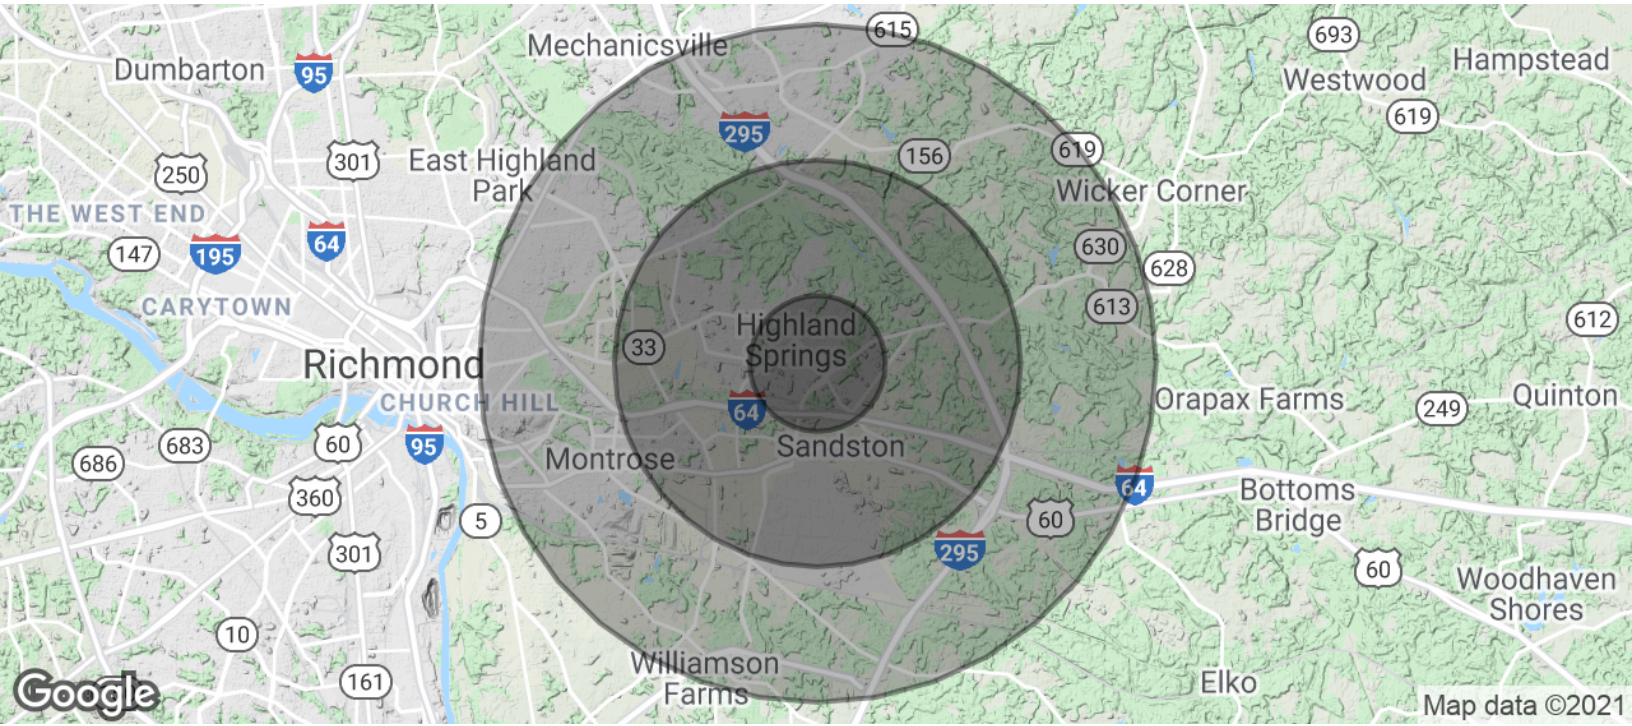 615
693
Mechanicsville
Hampstead
Dumbarton
95
Westwood
619
295
301
156
619
East Highland
Park
250
Wicker Corner
THE WEST END
147
195
64
630
628
CARYTOWN
613
612
Highland
Springs
33
Richmond
CHURCH HILL
64
Orapax Farms
249
Quinton
60
95
683
686
Montrose
Sandston
64
360
Bottoms
Bridge
5
60
301
295
60
Woodhaven
Shores
10
Williamson
Farms
161
Elko
Google
Map data ©2021